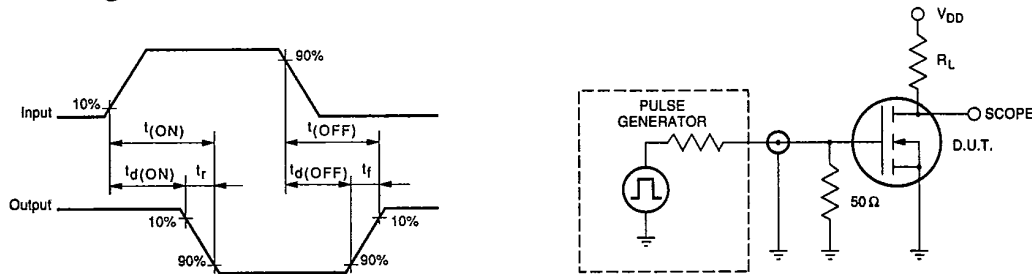 Input
10%
90%
t(ON)
t(OFF)
td(ON)
tr
td(OFF)
tf
Output
10%
90%
90%
10%
VDD
RL
SCOPE
PULSE
GENERATOR
D.U.T.
50Ω